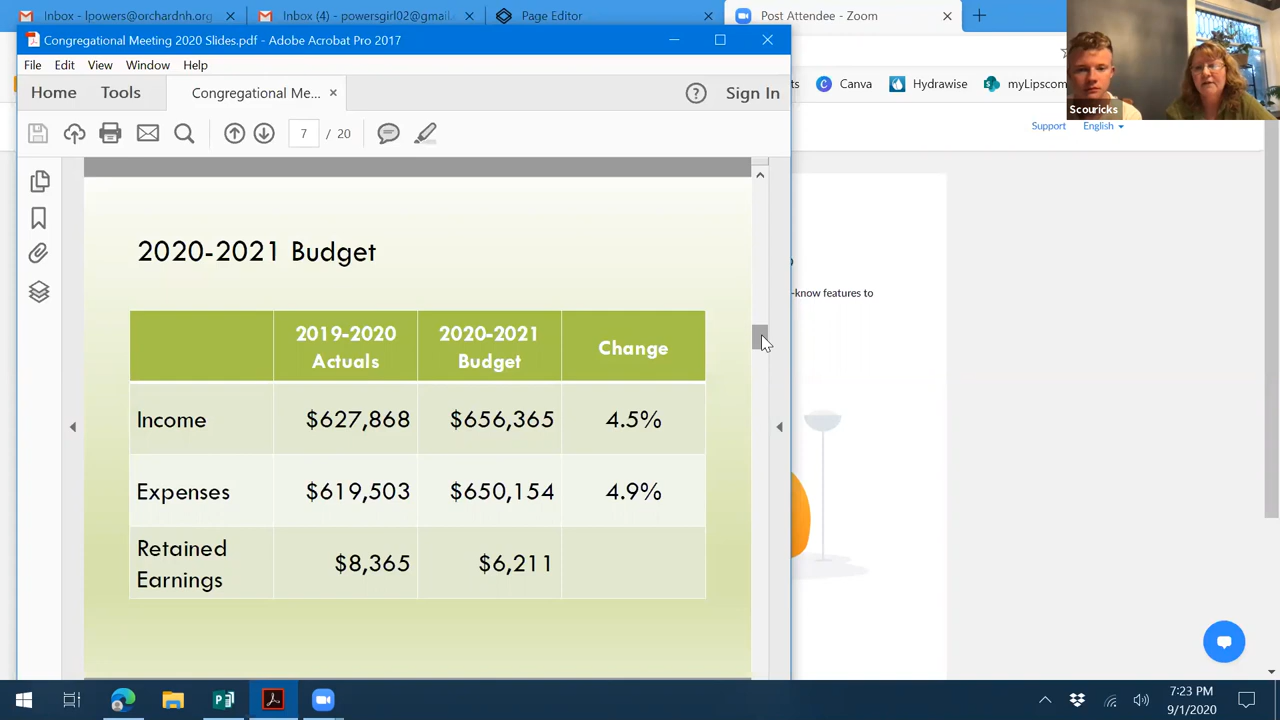 Inbox - lpowers@orchardnh.org
Inbox (4) - powersgirl02@gmail.
Page Editor
Post Attendee - Zoom
Congregational Meeting 2020 Slides.pdf - Adobe Acrobat Pro 2017
File Edit View Window Help
Canva
Hydrawise
myLipscom
Home
Tools
Congregational Me...
Sign In
Scouricks
Support
English
7 / 20
2020-2021 Budget
-know features to
2019-2020
Actuals
2020-2021
Budget
Change
Income $627,868 $656,365 4.5%
Expenses $619,503 $650,154 4.9%
Retained
Earnings
$8,365 $6,211
7:23 PM
9/1/2020